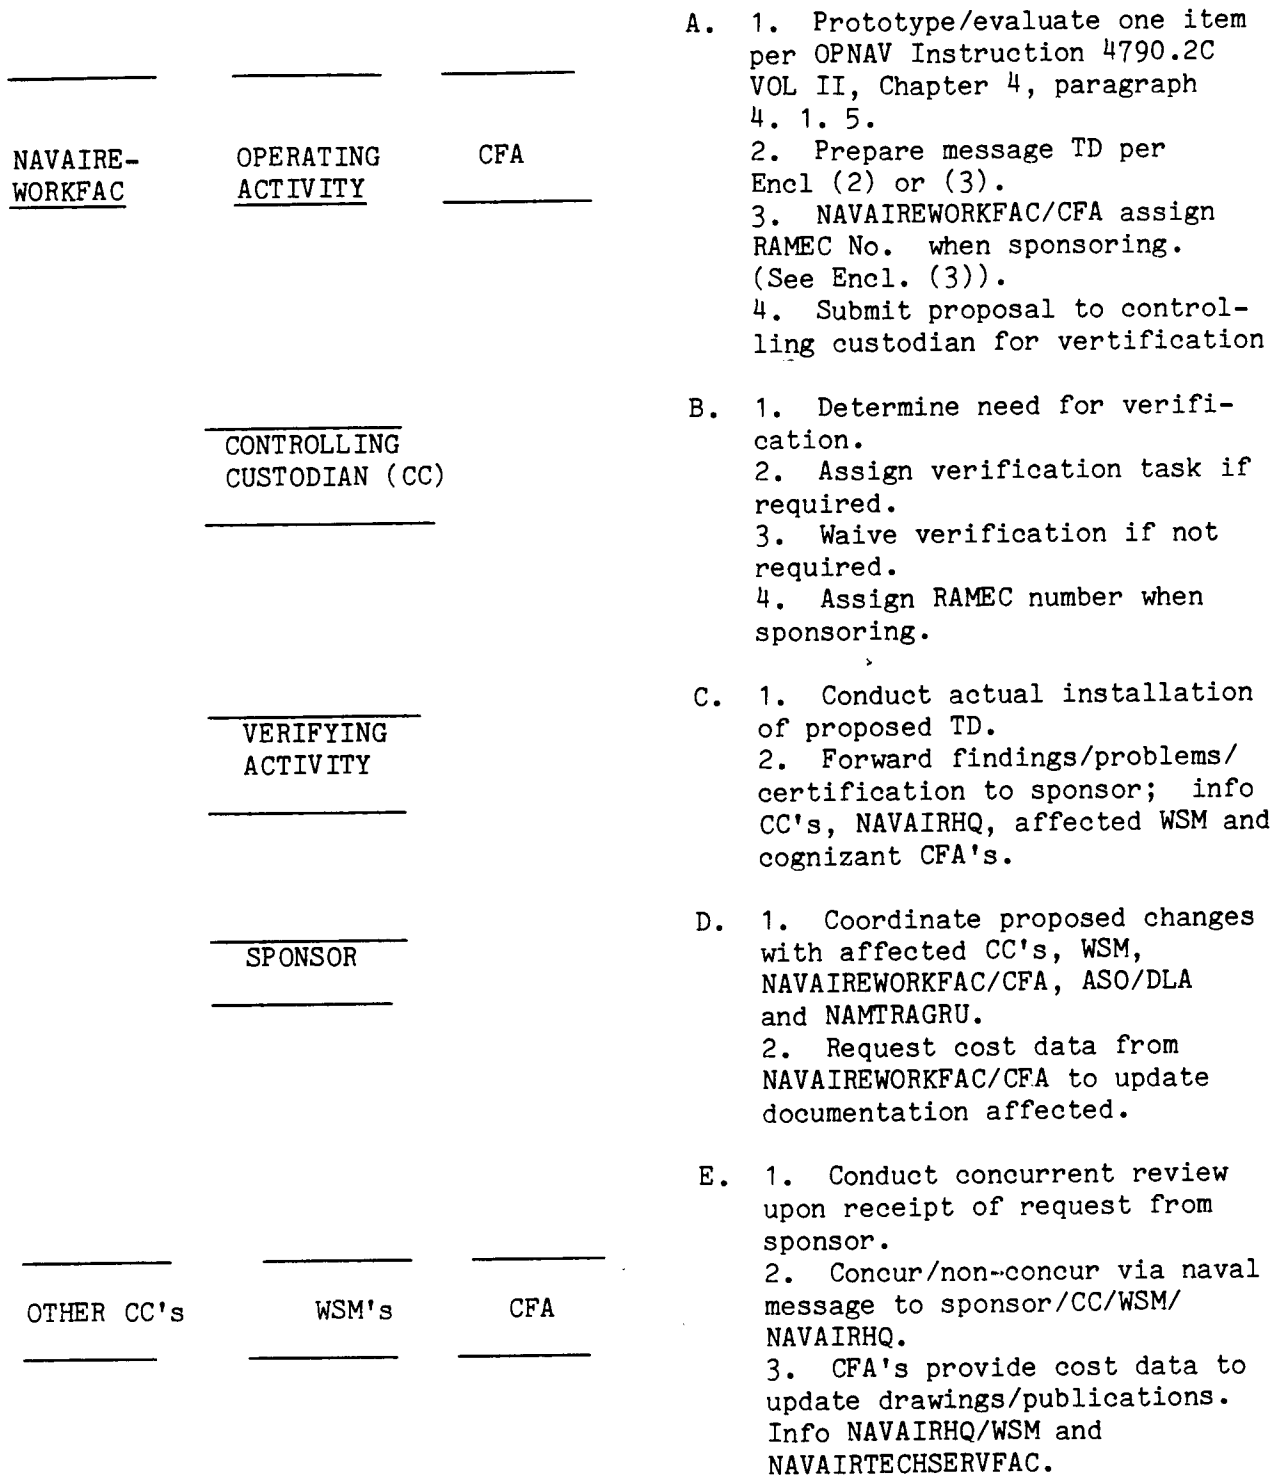 A. 1. Prototype/evaluate one item
per OPNAV Instruction 4790.2C
VOL II, Chapter 4, paragraph
4. 1. 5.
2. Prepare message TD per
Encl (2) or (3).
3. NAVAIREWORKFAC/CFA assign
RAMEC No. when sponsoring.
(See Encl. (3)).
4. Submit proposal to control-
ling custodian for vertification
NAVAIRE-
WORKFAC
OPERATING
ACTIVITY
CFA
B. 1. Determine need for verifi-
cation.
2. Assign verification task if
required.
3. Waive verification if not
required.
4. Assign RAMEC number when
sponsoring.
CONTROLLING
CUSTODIAN (CC)
C. 1. Conduct actual installation
of proposed TD.
2. Forward findings/problems/
certification to sponsor; info
CC's, NAVAIRHQ, affected WSM and
cognizant CFA's.
VERIFYING
ACTIVITY
D. 1. Coordinate proposed changes
with affected CC's, WSM,
NAVAIREWORKFAC/CFA, ASO/DLA
and NAMTRAGRU.
2. Request cost data from
NAVAIREWORKFAC/CFA to update
documentation affected.
SPONSOR
E. 1. Conduct concurrent review
upon receipt of request from
sponsor.
2. Concur/non-concur via naval
message to sponsor/CC/WSM/
NAVAIRHQ.
3. CFA's provide cost data to
update drawings/publications.
Info NAVAIRHQ/WSM and
NAVAIRTECHSERVFAC.
OTHER CC's
WSM's
CFA